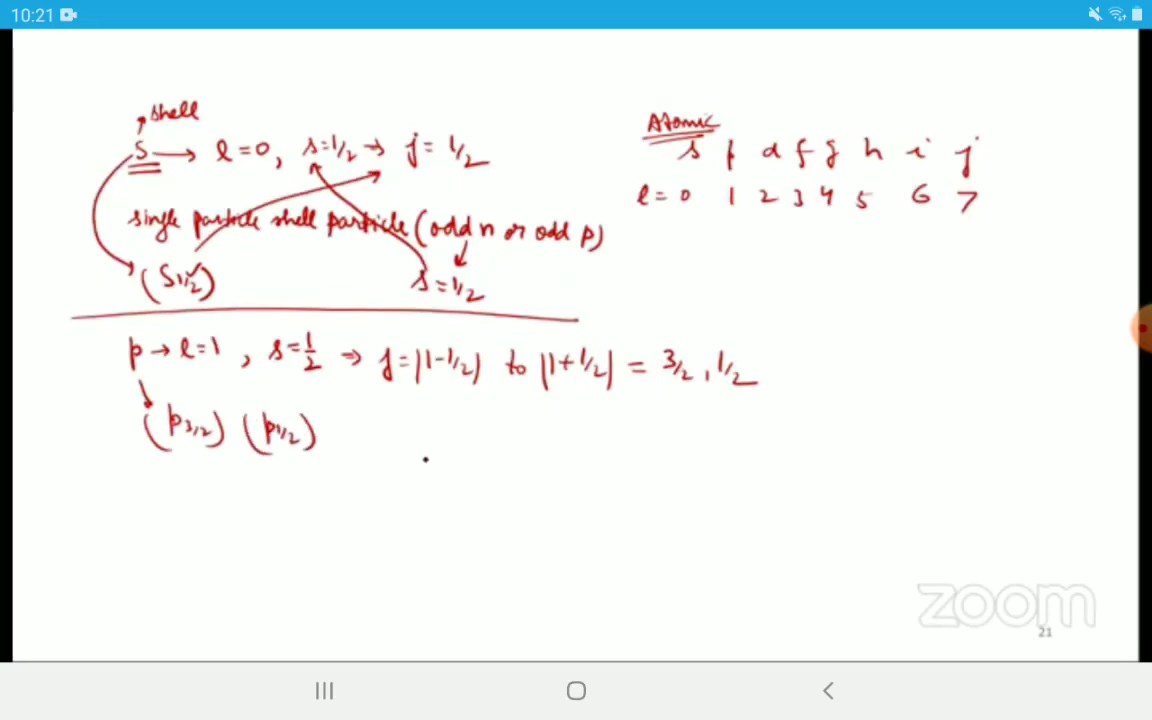 10:21
shell
S → l=0, s=1/2 → j= 1/2
single particle shell particle (odd n or odd p)
(S1/2) s=1/2
Atomic
s p d f g h i j
l= 0 1 2 3 4 5 6 7
p → l=1, s=1/2 ⇒ j=|1-1/2| to |1+1/2| = 3/2, 1/2
(p3/2) (p1/2)
zoom
21